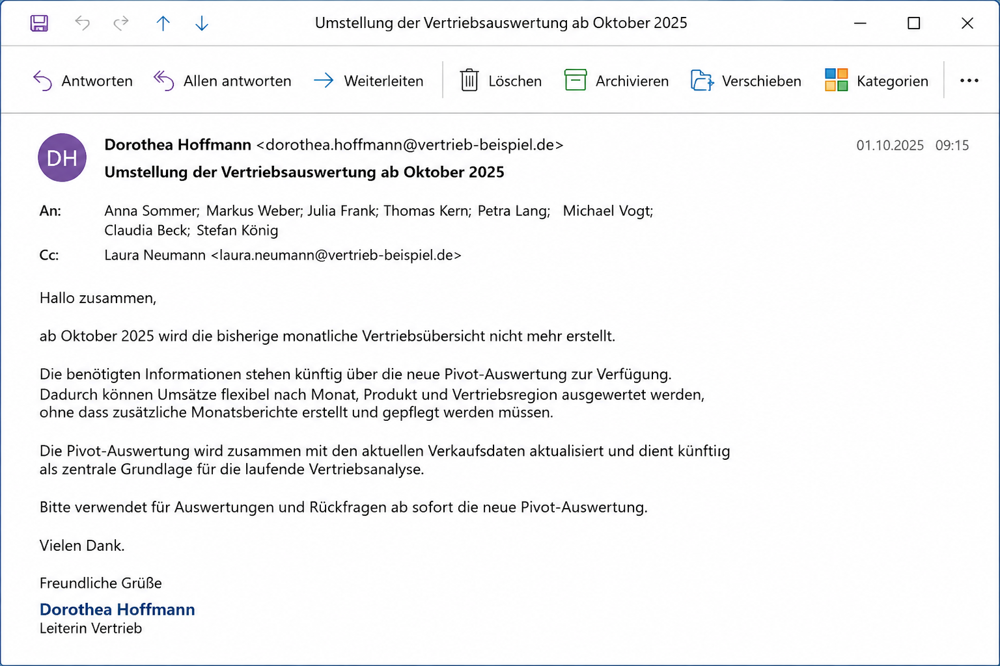 Umstellung der Vertriebsauswertung ab Oktober 2025
Antworten Allen antworten Weiterleiten Löschen Archivieren Verschieben Kategorien
DH
Dorothea Hoffmann <dorothea.hoffmann@vertrieb-beispiel.de> 01.10.2025 09:15
Umstellung der Vertriebsauswertung ab Oktober 2025
An: Anna Sommer; Markus Weber; Julia Frank; Thomas Kern; Petra Lang; Michael Vogt;
Claudia Beck; Stefan König
Cc: Laura Neumann <laura.neumann@vertrieb-beispiel.de>
Hallo zusammen,
ab Oktober 2025 wird die bisherige monatliche Vertriebsübersicht nicht mehr erstellt.
Die benötigten Informationen stehen künftig über die neue Pivot-Auswertung zur Verfügung.
Dadurch können Umsätze flexibel nach Monat, Produkt und Vertriebsregion ausgewertet werden,
ohne dass zusätzliche Monatsberichte erstellt und gepflegt werden müssen.
Die Pivot-Auswertung wird zusammen mit den aktuellen Verkaufsdaten aktualisiert und dient künftig
als zentrale Grundlage für die laufende Vertriebsanalyse.
Bitte verwendet für Auswertungen und Rückfragen ab sofort die neue Pivot-Auswertung.
Vielen Dank.
Freundliche Grüße
Dorothea Hoffmann
Leiterin Vertrieb